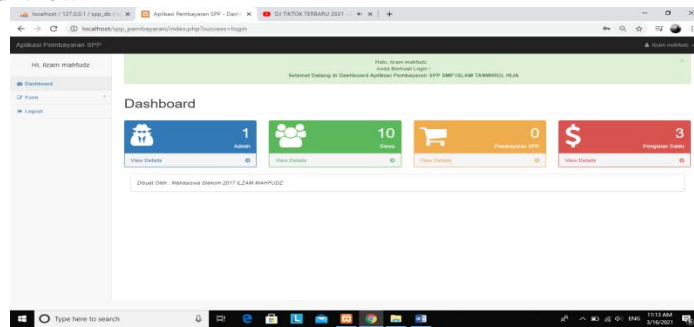 localhost / 127.0.0.1 / spp_db /
Aplikasi Pembayaran SPP - Dash
DJ TIKTOK TERBARU 2021 -
localhost/spp_pembayaran/index.php?success=login
Aplikasi Pembayaran SPP
ilzam mahfudz
Hi, ilzam mahfudz
Dashboard
Form
Logout
Halo, ilzam mahfudz
Anda Berhasil Login !
Selamat Datang di Dashboard Aplikasi Pembayaran SPP SMP ISLAM TANWIRUL HIJA
Dashboard
1
Admin
View Details
10
Siswa
View Details
0
Pembayaran SPP
View Details
3
Pengisian Saldo
View Details
Dibuat Oleh : Mahasiswa Stekom 2017 ILZAM MAHFUDZ
Type here to search
ENG
11:13 AM
3/16/2021